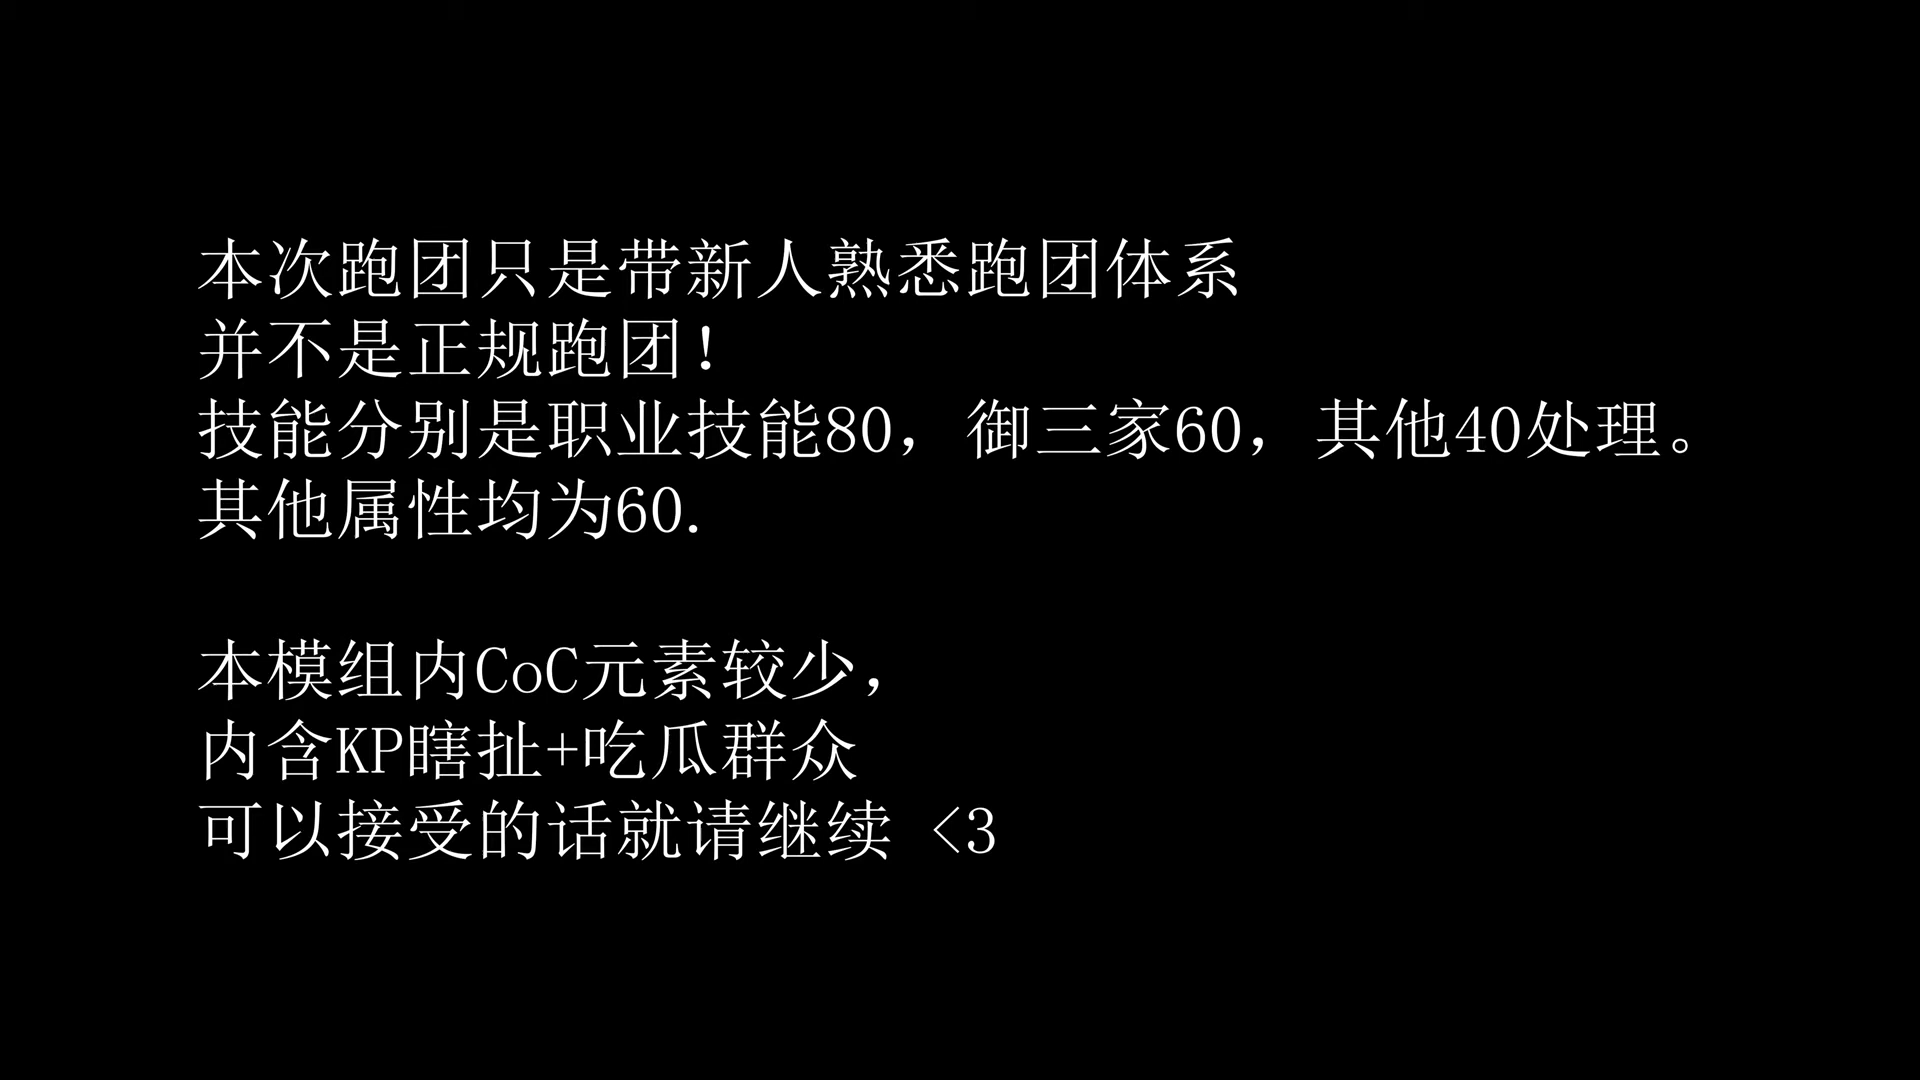 本次跑团只是带新人熟悉跑团体系
并不是正规跑团！
技能分别是职业技能80，御三家60，其他40处理。
其他属性均为60.
本模组内CoC元素较少，
内含KP瞎扯+吃瓜群众
可以接受的话就请继续 <3